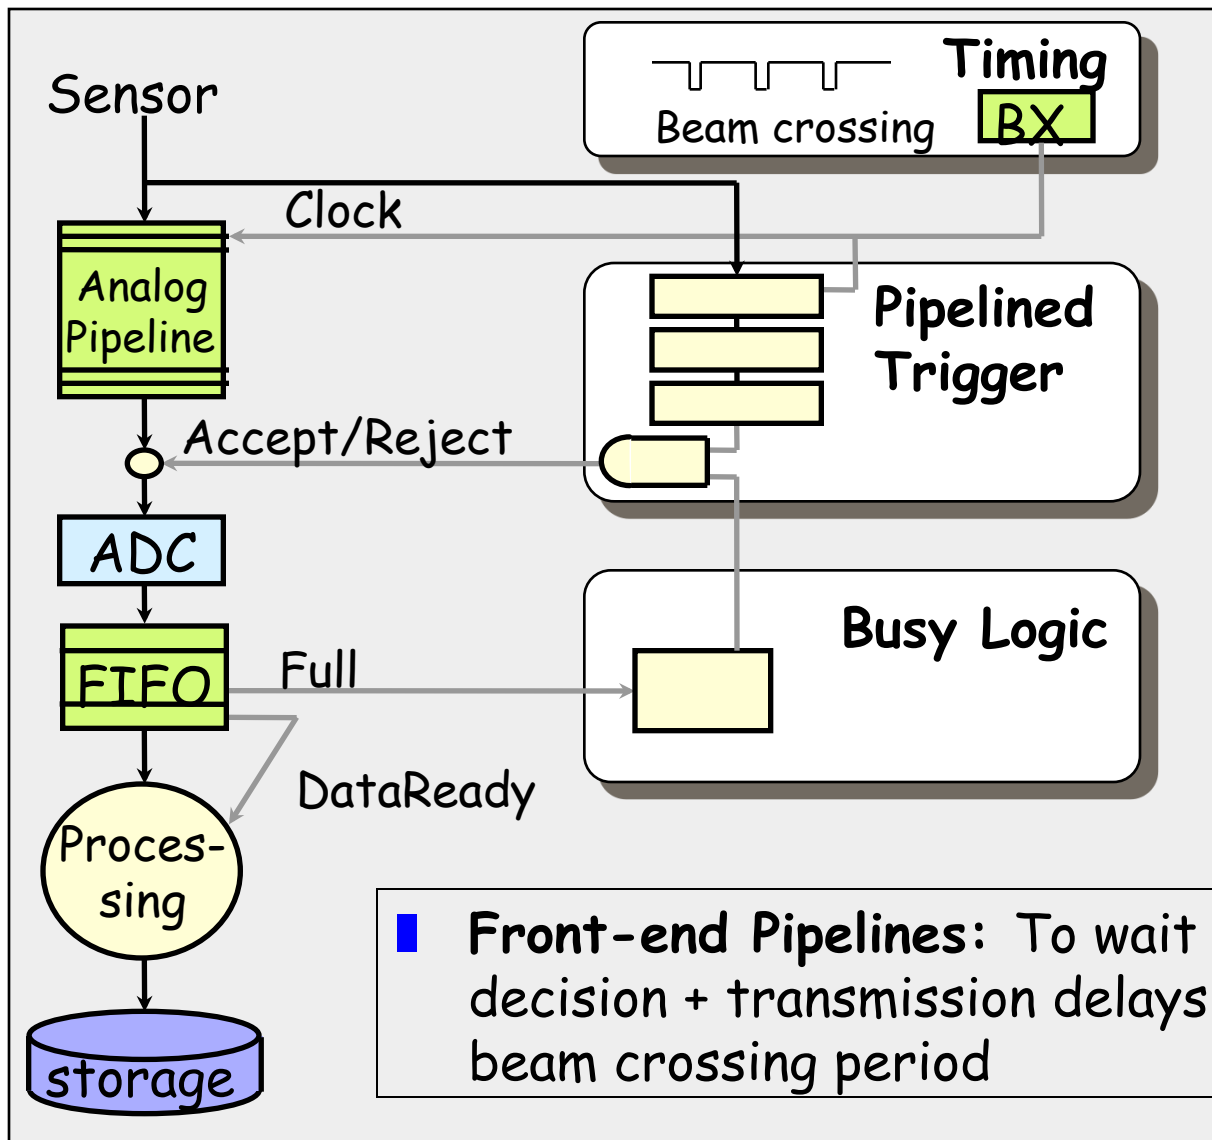 Timing
Sensor
Beam crossing
BX
Clock
Analog
Pipeline
Pipelined
Trigger
Accept/Reject
ADC
Busy Logic
Full
FIFO
DataReady
Proces-
sing
Front-end Pipelines: To wait
decision + transmission delays
beam crossing period
storage